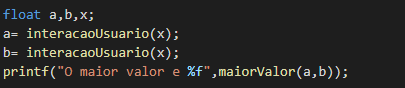 float a,b,x;
a= interacaoUsuario(x);
b= interacaoUsuario(x);
printf("O maior valor e %f",maiorValor(a,b));